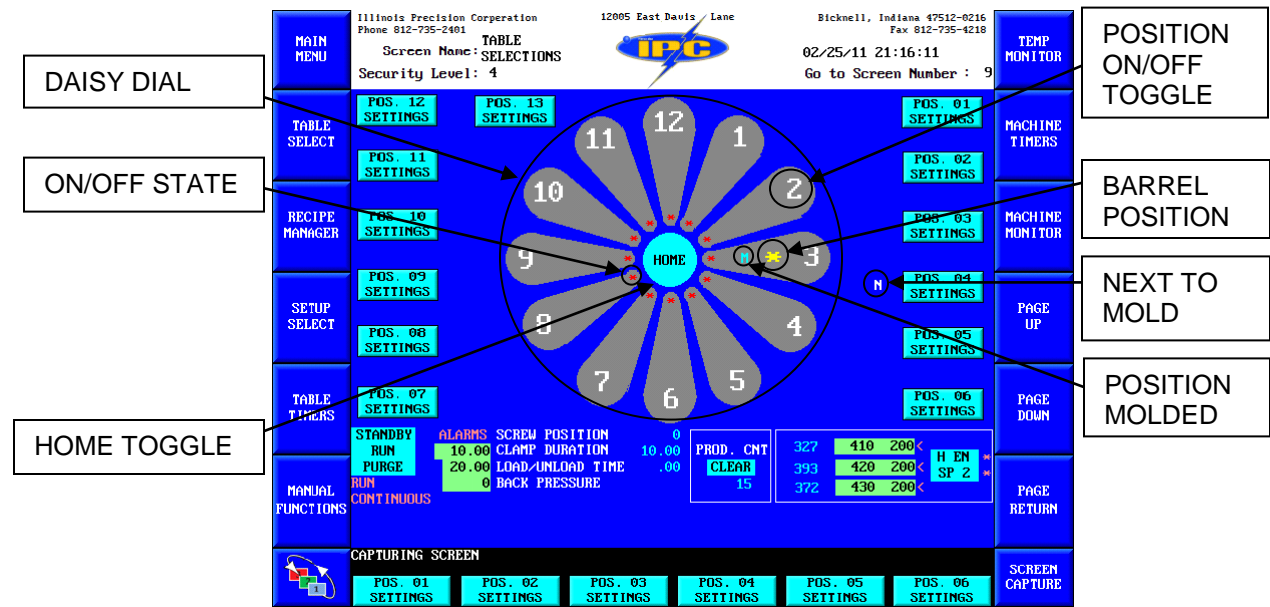 Illinois Precision Corporation
12005 East Davis Lane
Bicknell, Indiana 47512-0216
Phone 812-735-2401
Fax 812-735-4218
Screen Name: TABLE SELECTIONS
IPC
02/25/11 21:16:11
Security Level: 4
Go to Screen Number : 9
MAIN
MENU
TEMP
MONITOR
POSITION
ON/OFF
TOGGLE
DAISY DIAL
POS. 12
SETTINGS
POS. 13
SETTINGS
POS. 01
SETTINGS
TABLE
SELECT
MACHINE
TIMERS
12
11
1
POS. 11
SETTINGS
POS. 02
SETTINGS
ON/OFF STATE
10
2
BARREL
POSITION
RECIPE
MANAGER
POS. 10
SETTINGS
POS. 03
SETTINGS
MACHINE
MONITOR
9
HOME
M
3
N
NEXT TO
MOLD
POS. 09
SETTINGS
POS. 04
SETTINGS
SETUP
SELECT
PAGE
UP
8
4
POS. 08
SETTINGS
POS. 05
SETTINGS
7
6
5
POSITION
MOLDED
TABLE
TIMERS
POS. 07
SETTINGS
POS. 06
SETTINGS
PAGE
DOWN
HOME TOGGLE
STANDBY ALARMS SCREW POSITION 0
RUN 10.00 CLAMP DURATION 10.00
PURGE 20.00 LOAD/UNLOAD TIME .00
RUN 0 BACK PRESSURE
CONTINUOUS
PROD. CNT
CLEAR
15
327 410 200<
393 420 200<
372 430 200<
H EN *
SP 2 *
MANUAL
FUNCTIONS
PAGE
RETURN
CAPTURING SCREEN
1
POS. 01
SETTINGS
POS. 02
SETTINGS
POS. 03
SETTINGS
POS. 04
SETTINGS
POS. 05
SETTINGS
POS. 06
SETTINGS
SCREEN
CAPTURE